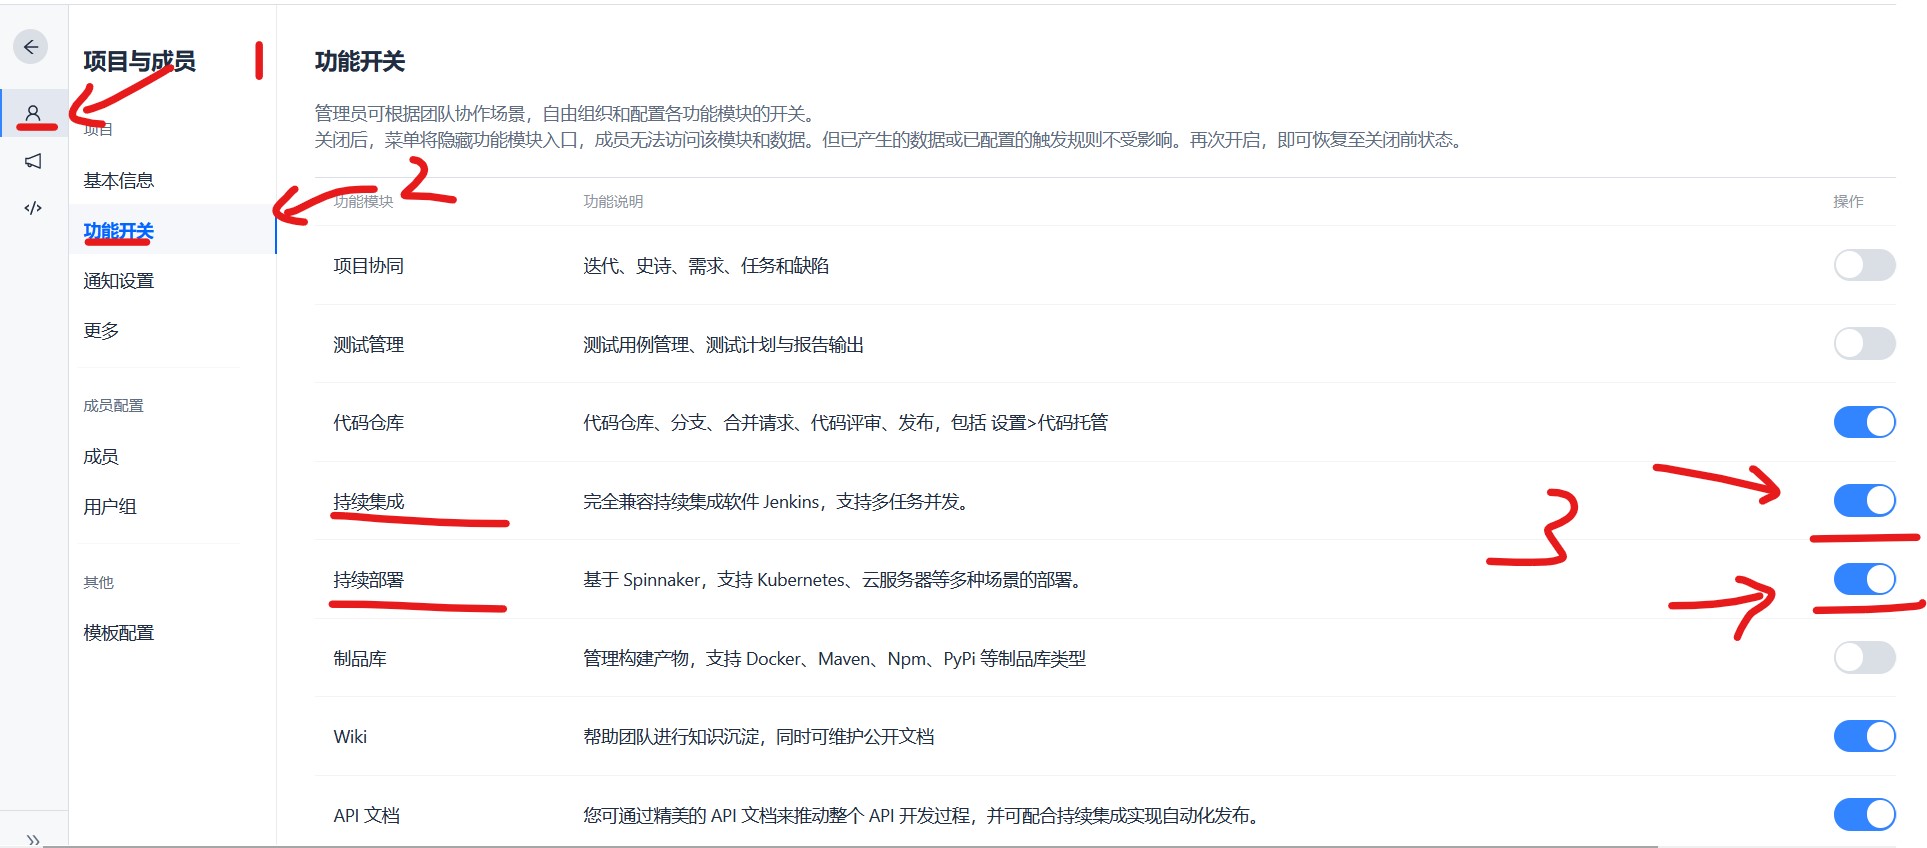 项目与成员
1
项目
基本信息
功能开关
通知设置
更多
成员配置
成员
用户组
其他
模板配置
功能开关
管理员可根据团队协作场景，自由组织和配置各功能模块的开关。
关闭后，菜单将隐藏功能模块入口，成员无法访问该模块和数据。但已产生的数据或已配置的触发规则不受影响。再次开启，即可恢复至关闭前状态。
2
功能模块 功能说明 操作
项目协同 迭代、史诗、需求、任务和缺陷
测试管理 测试用例管理、测试计划与报告输出
代码仓库 代码仓库、分支、合并请求、代码评审、发布，包括 设置>代码托管
持续集成 完全兼容持续集成软件 Jenkins，支持多任务并发。
3
持续部署 基于 Spinnaker，支持 Kubernetes、云服务器等多种场景的部署。
制品库 管理构建产物，支持 Docker、Maven、Npm、PyPi 等制品库类型
Wiki 帮助团队进行知识沉淀，同时可维护公开文档
API 文档 您可通过精美的 API 文档来推动整个 API 开发过程，并可配合持续集成实现自动化发布。